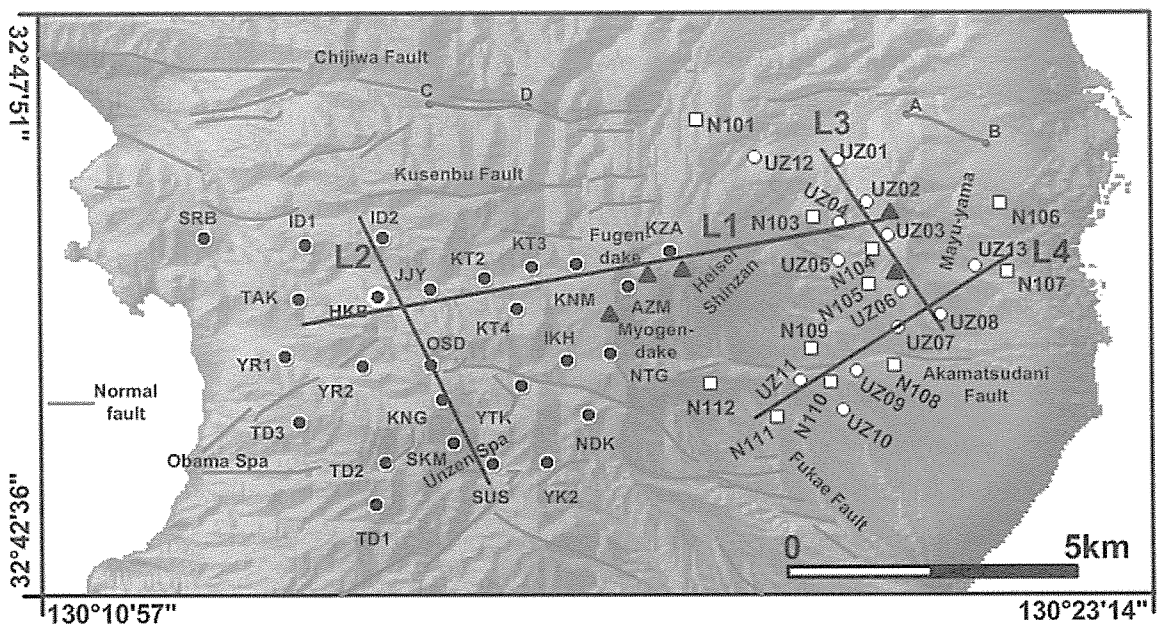 32°47'51"
Chijiwa Fault
C
D
A
B
N101
L3
UZ12
UZ01
Kusenbu Fault
UZ02
SRB
ID1
ID2
UZ04
N103
N106
KT3
Fugen-
dake
KZA
L1
UZ03
Mayu-yama
L2
JJY
KT2
Heisei
Shinzan
UZ05
N104
UZ13
L4
TAK
HKB
KNM
AZM
N105
UZ06
N107
KT4
IKH
Myogen-
dake
N109
UZ08
UZ07
OSD
YR1
YR2
NTG
UZ11
Akamatsudani
Fault
Normal
fault
N112
UZ09
N108
KNG
YTK
N110
UZ10
TD3
NDK
N111
Obama Spa
TD2
SKM
Unzen Spa
SUS
YK2
Fukae Fault
TD1
32°42'36"
0
5km
130°10'57"
130°23'14"